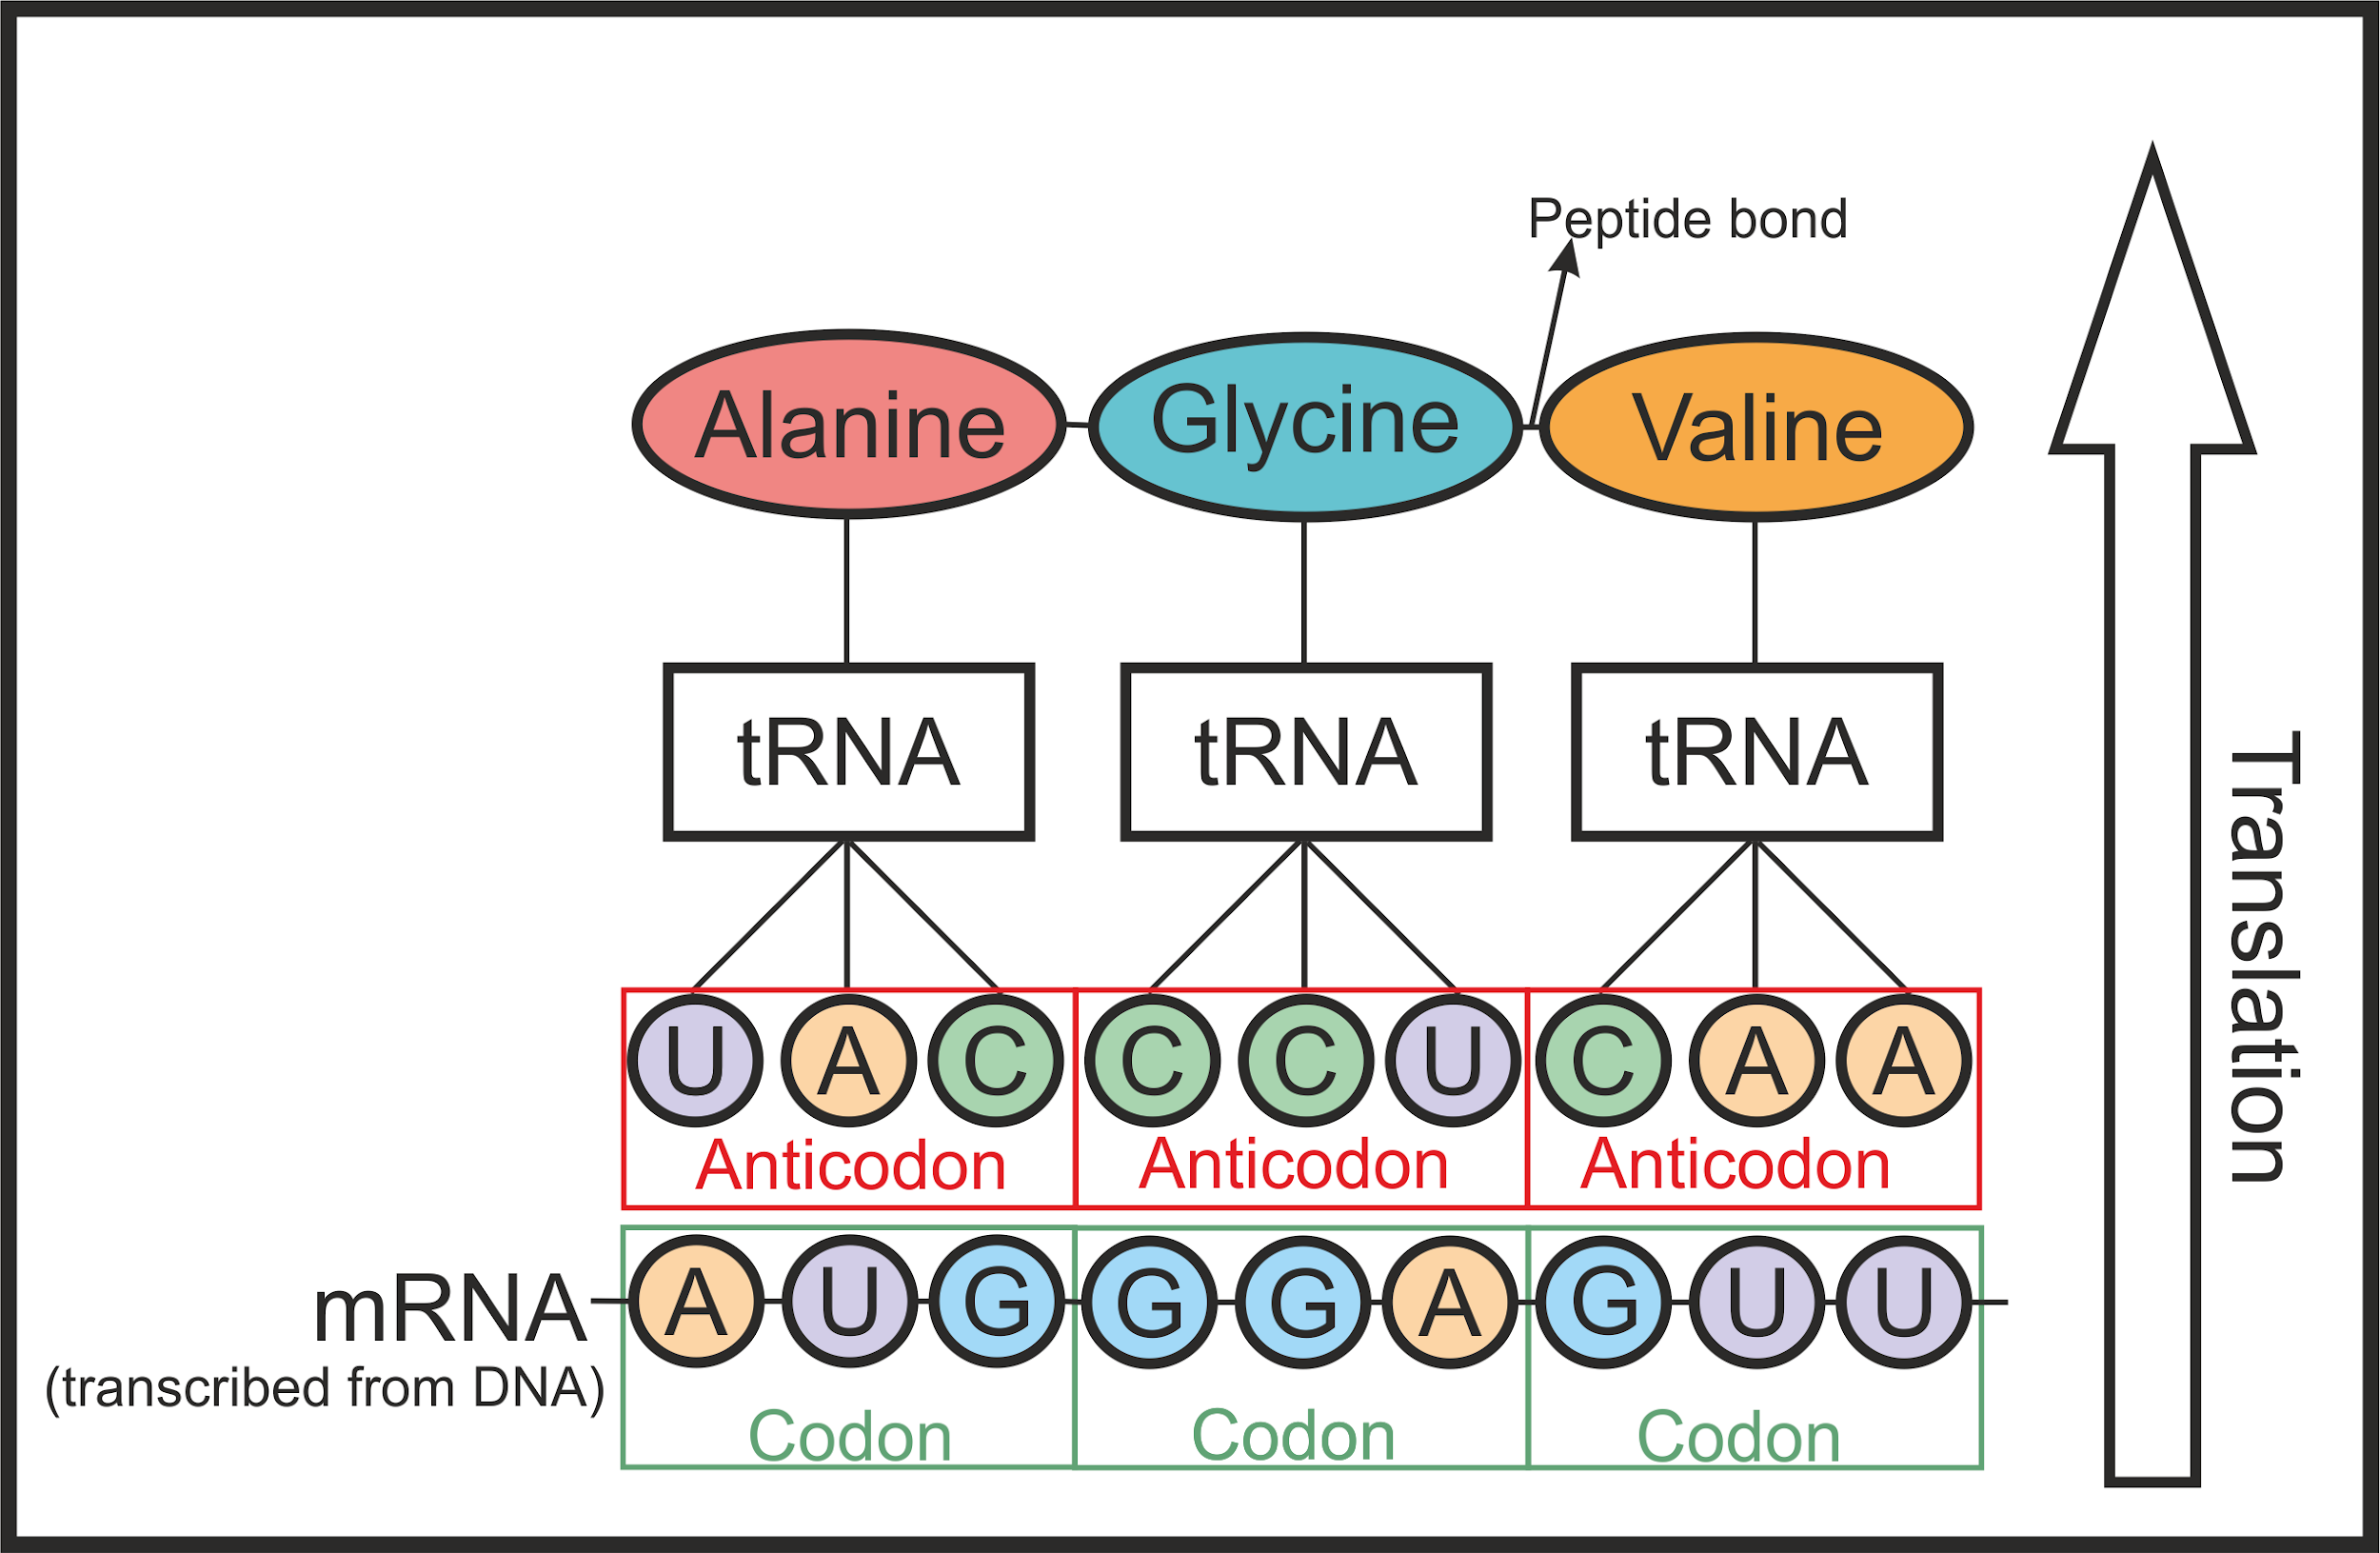 Peptide bond
Alanine Glycine Valine
tRNA tRNA tRNA
U A C C C U C A A
Anticodon Anticodon Anticodon
mRNA A U G G G A G U U
(transcribed from DNA)
Codon Codon Codon
Translation